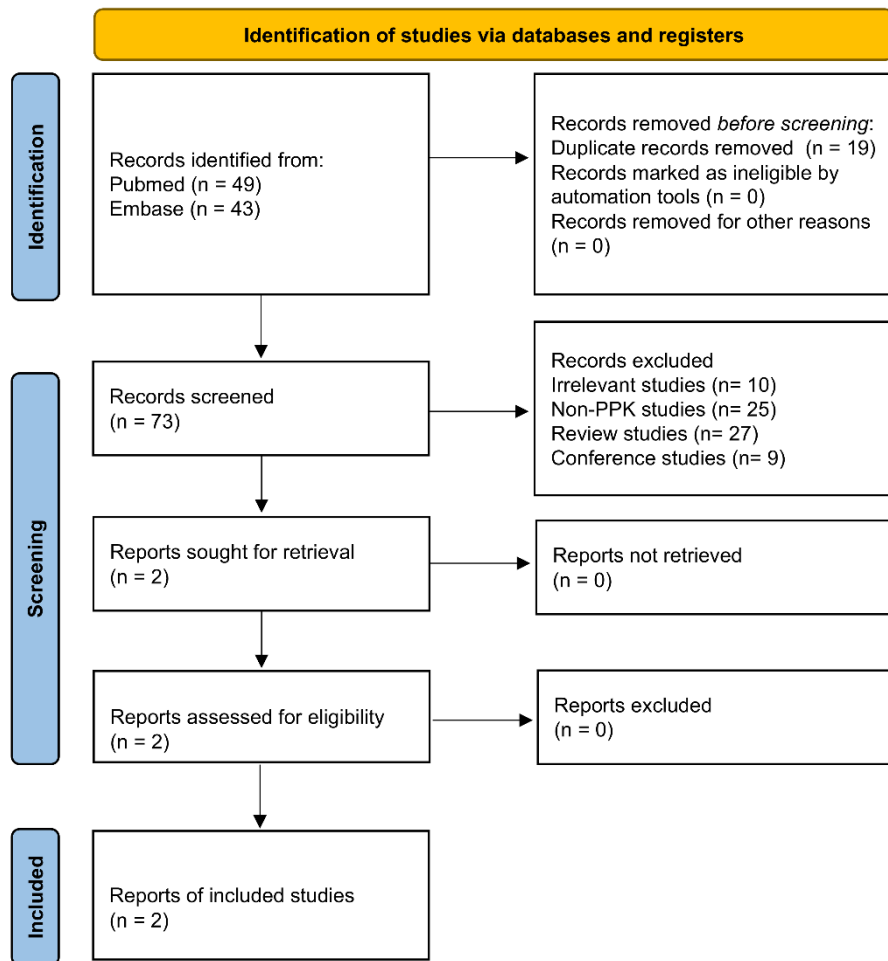 Identification of studies via databases and registers
Identification
Records identified from:
Pubmed (n = 49)
Embase (n = 43)
Records removed before screening:
Duplicate records removed (n = 19)
Records marked as ineligible by
automation tools (n = 0)
Records removed for other reasons
(n = 0)
Screening
Records screened
(n = 73)
Records excluded
Irrelevant studies (n= 10)
Non-PPK studies (n= 25)
Review studies (n= 27)
Conference studies (n= 9)
Reports sought for retrieval
(n = 2)
Reports not retrieved
(n = 0)
Reports assessed for eligibility
(n = 2)
Reports excluded
(n = 0)
Included
Reports of included studies
(n = 2)